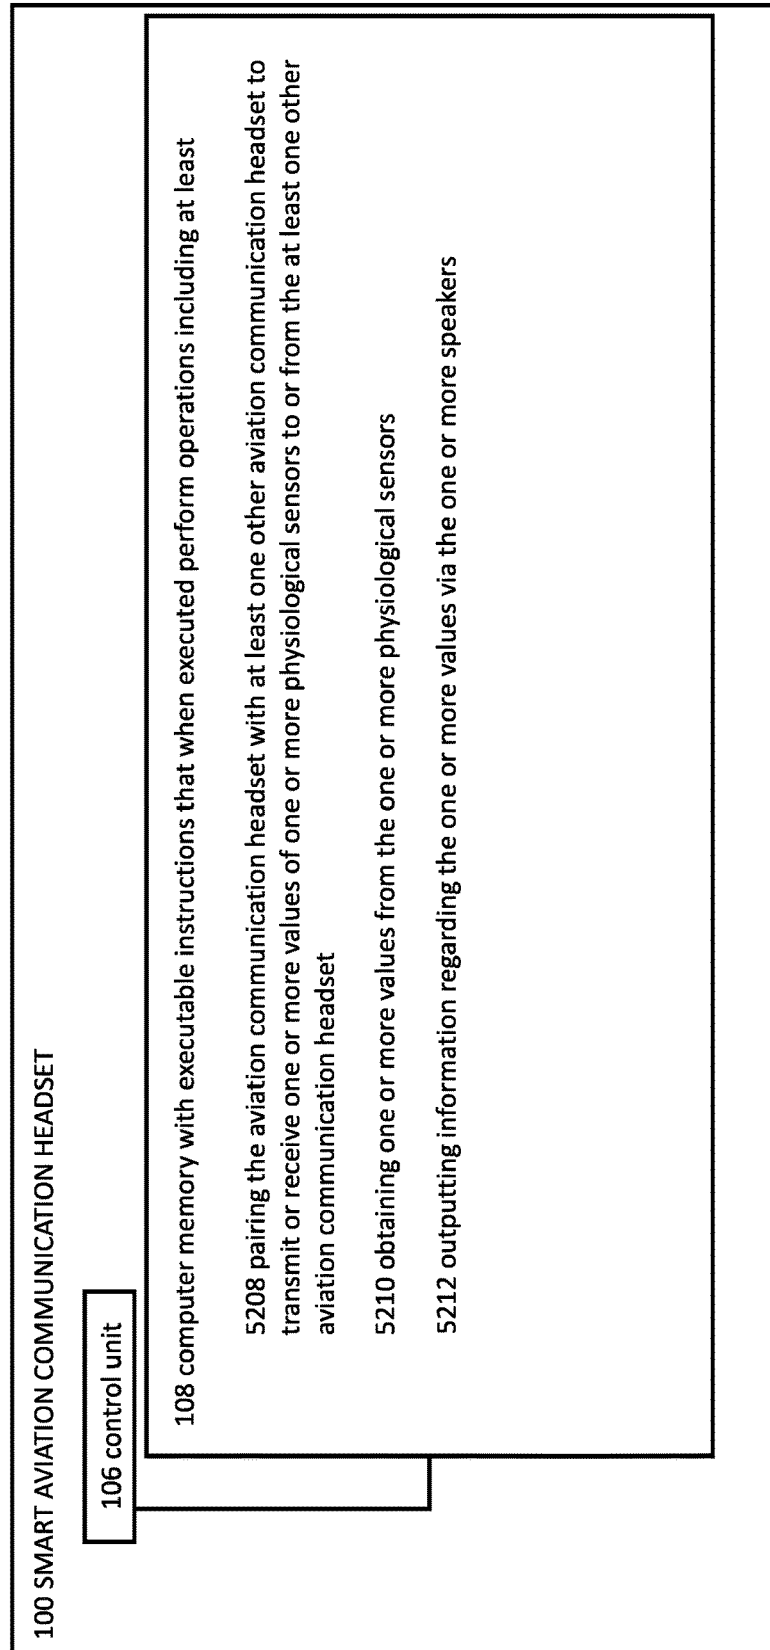 100 SMART AVIATION COMMUNICATION HEADSET
106 control unit
108 computer memory with executable instructions that when executed perform operations including at least
5208 pairing the aviation communication headset with at least one other aviation communication headset to
transmit or receive one or more values of one or more physiological sensors to or from the at least one other
aviation communication headset
5210 obtaining one or more values from the one or more physiological sensors
5212 outputting information regarding the one or more values via the one or more speakers